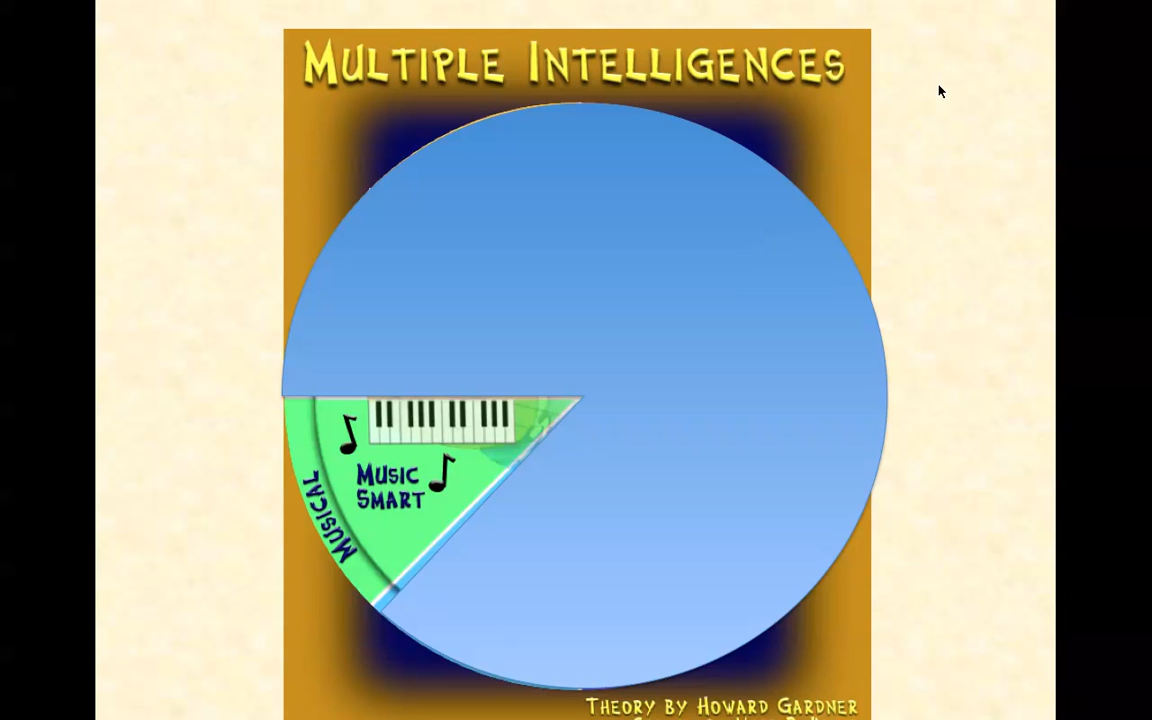 MULTIPLE INTELLIGENCES
MUSIC
SMART
MUSICAL
THEORY BY HOWARD GARDNER